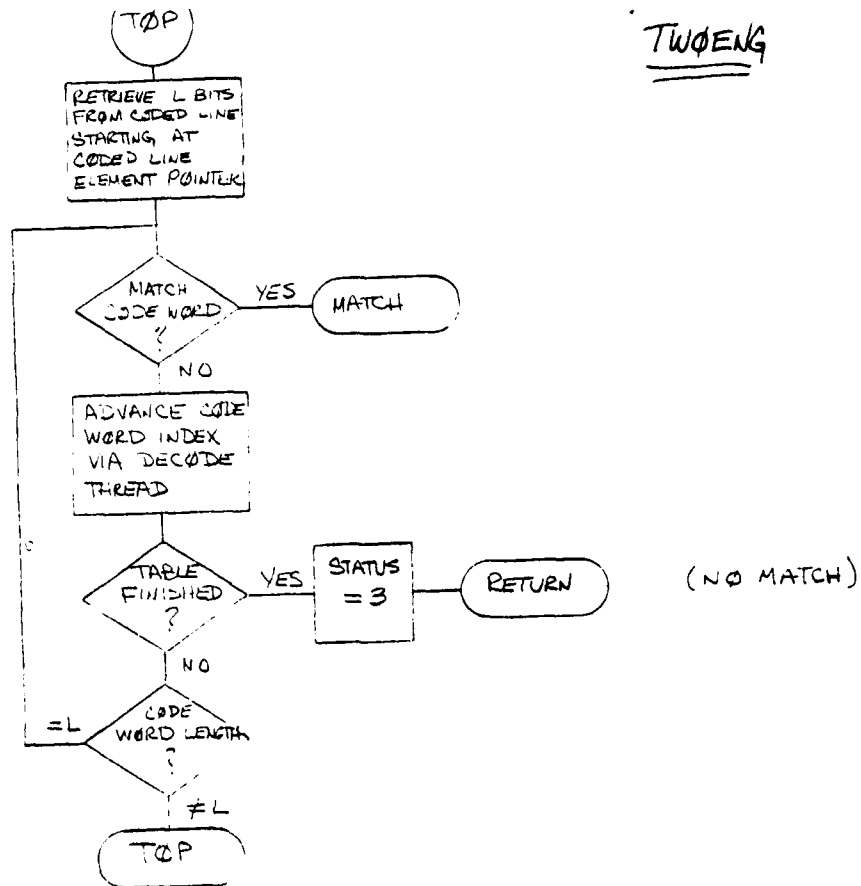 TØP
TWØENG
RETRIEVE L BITS
FRØM CØDED LINE
STARTING AT
CØDED LINE
ELEMENT PØINTER
MATCH
CØDE WØRD
?
YES
MATCH
NO
ADVANCE CØDE
WØRD INDEX
VIA DECØDE
THREAD
TABLE
FINISHED
?
YES
STATUS
= 3
RETURN
(NØ MATCH)
NO
CØDE
WØRD LENGTH
?
=L
≠L
TØP